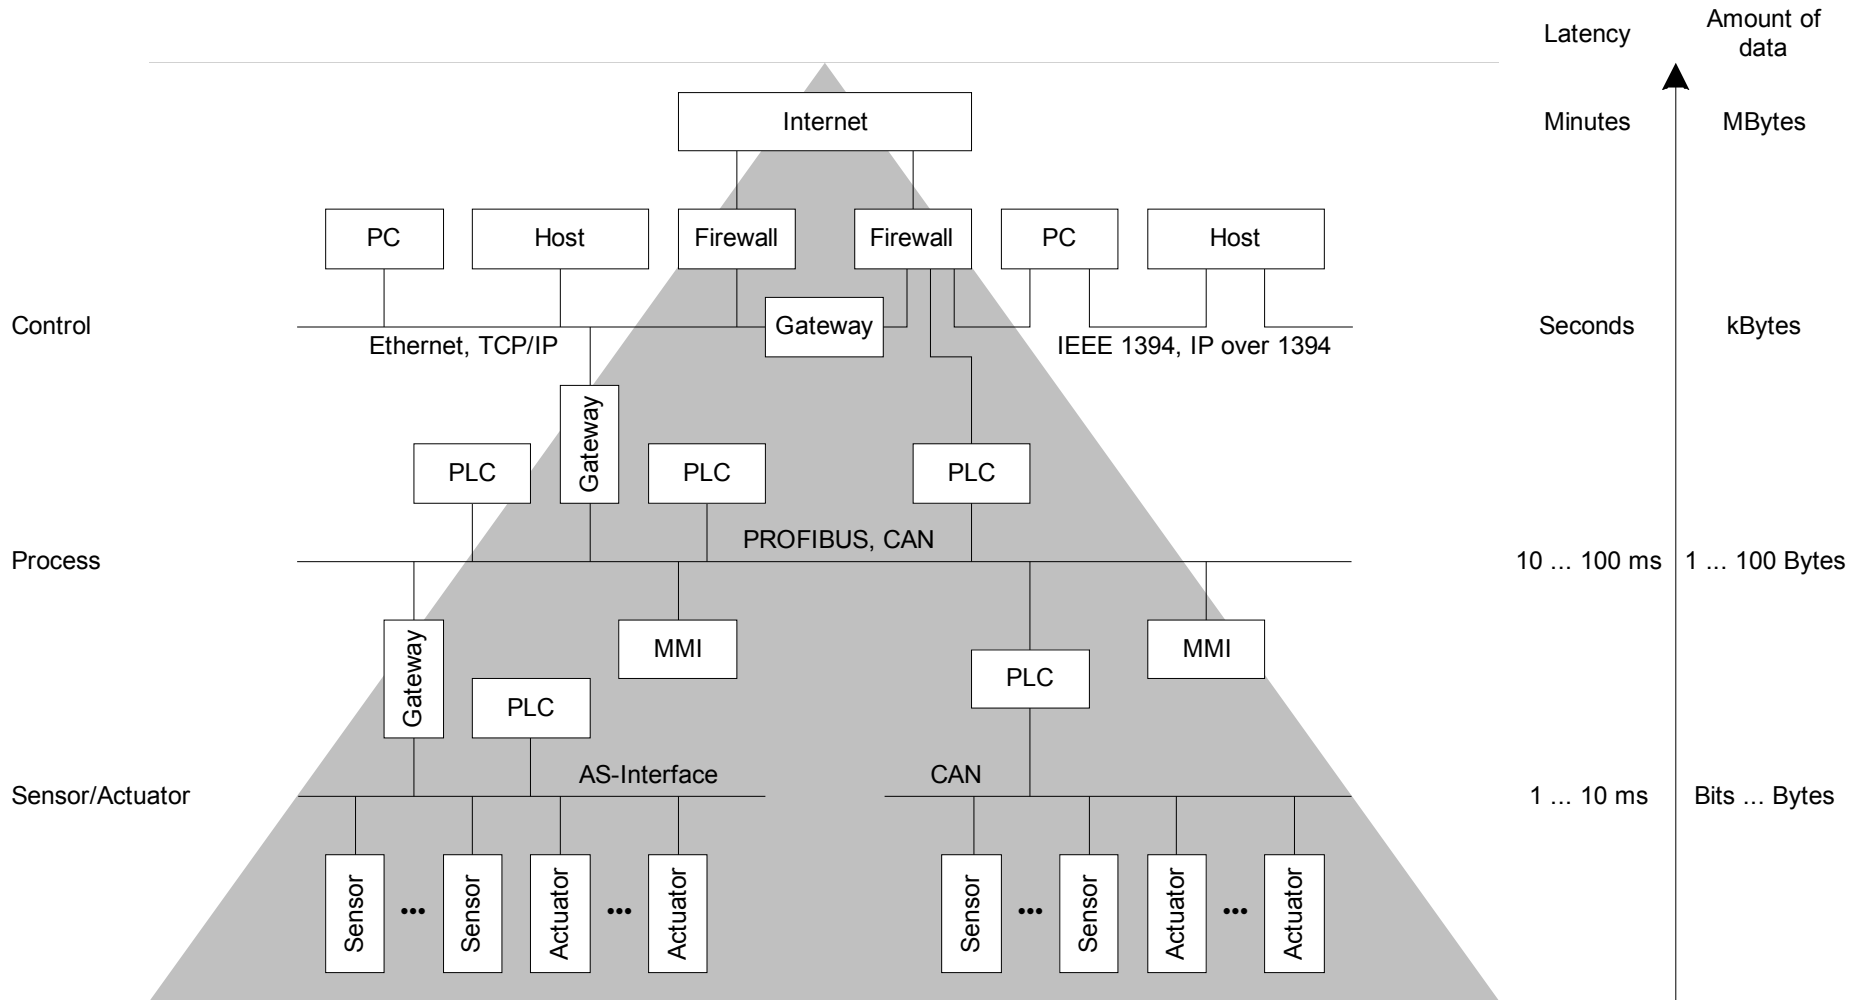 Latency
Amount of
data
Internet
Minutes
MBytes
PC
Host
Firewall
Firewall
PC
Host
Control
Gateway
Seconds
kBytes
Ethernet, TCP/IP
IEEE 1394, IP over 1394
Gateway
PLC
PLC
PLC
PROFIBUS, CAN
Process
10 ... 100 ms
1 ... 100 Bytes
Gateway
MMI
MMI
PLC
PLC
AS-Interface
CAN
Sensor/Actuator
1 ... 10 ms
Bits ... Bytes
Sensor
•••
Sensor
Actuator
•••
Actuator
Sensor
•••
Sensor
Actuator
•••
Actuator